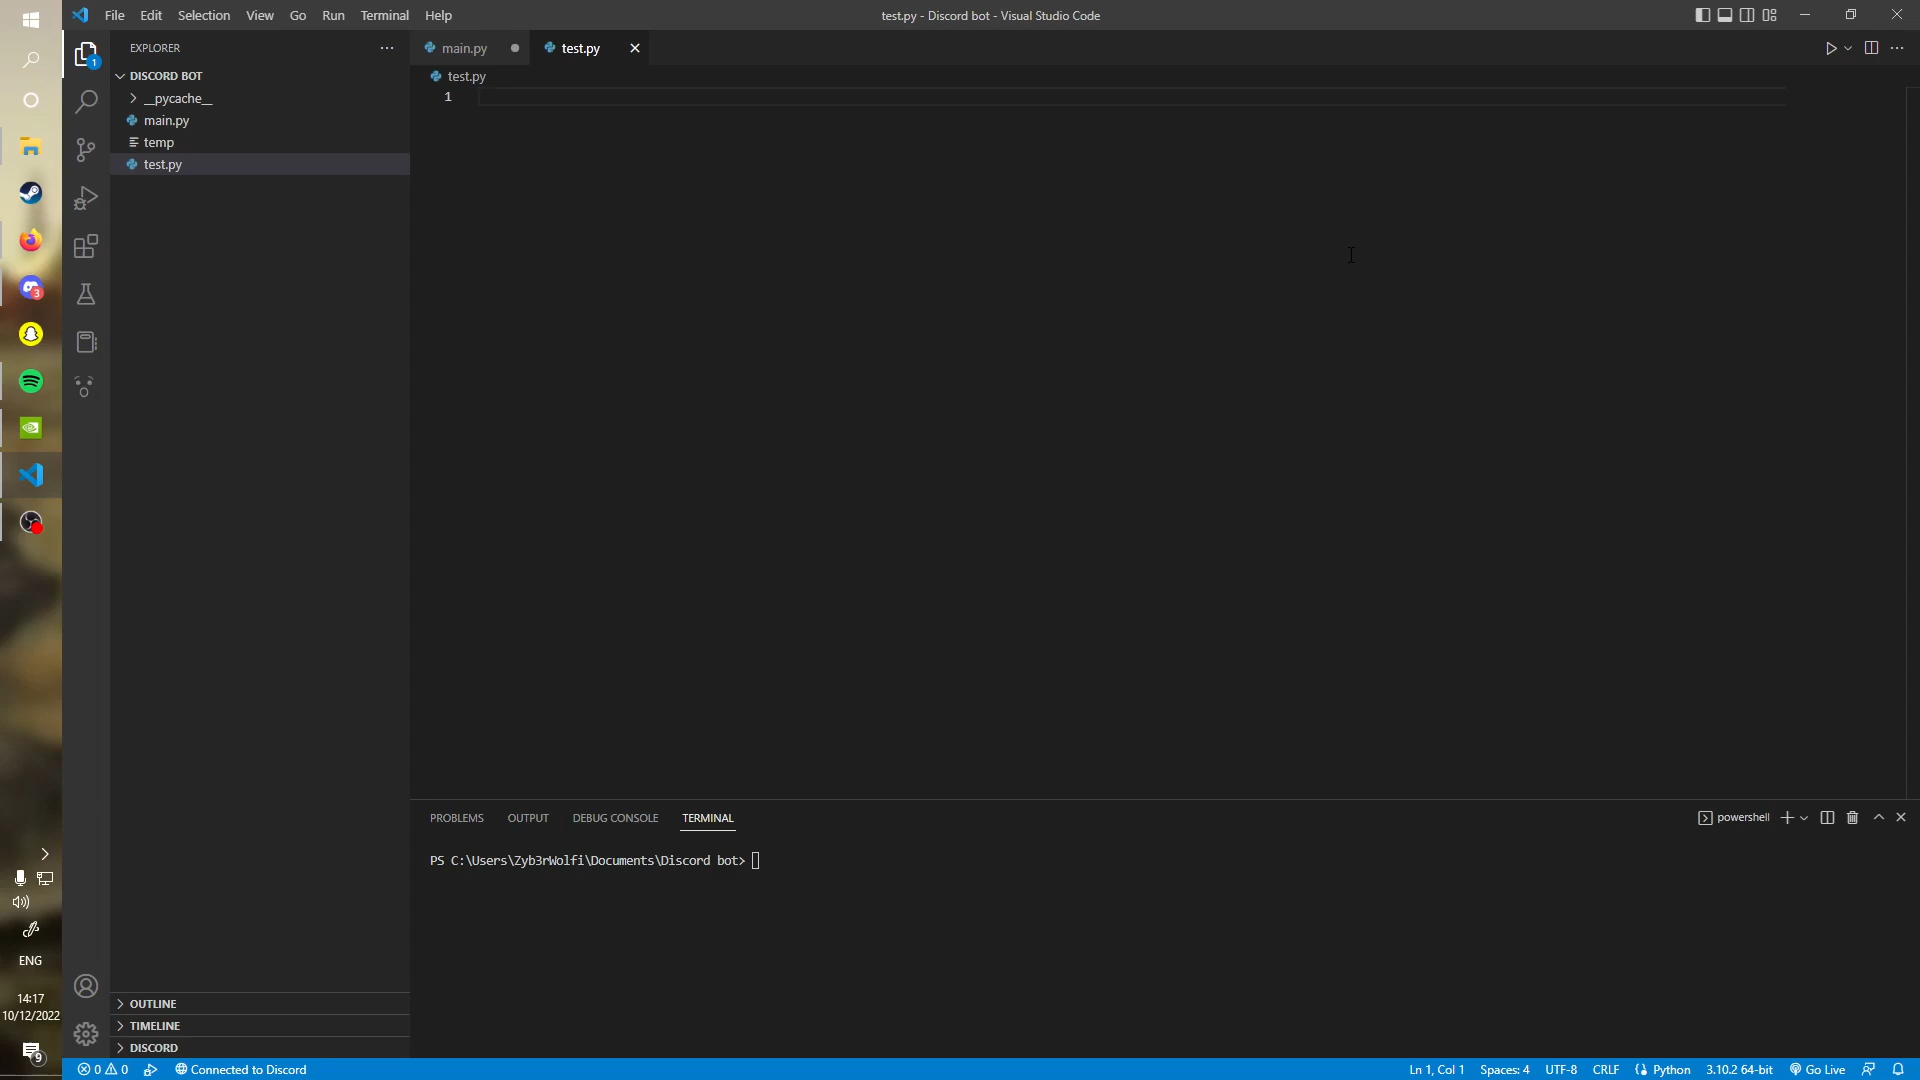 File Edit Selection View Go Run Terminal Help
test.py - Discord bot - Visual Studio Code
EXPLORER
1
DISCORD BOT
__pycache__
main.py
temp
test.py
main.py
test.py
test.py
1
PROBLEMS OUTPUT DEBUG CONSOLE TERMINAL
powershell
PS C:\Users\Zyb3rWolfi\Documents\Discord bot>
3
ENG
14:17
10/12/2022
9
OUTLINE
TIMELINE
DISCORD
0 0 Connected to Discord
Ln 1, Col 1 Spaces: 4 UTF-8 CRLF Python 3.10.2 64-bit Go Live